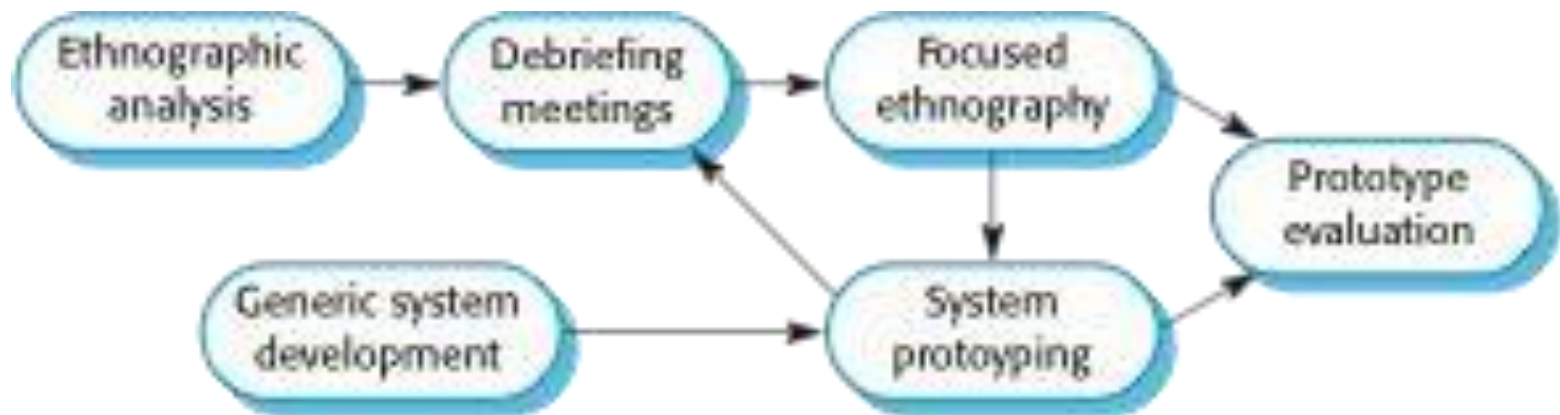 Ethnographic
analysis
Debriefing
meetings
Focused
ethnography
Prototype
evaluation
Generic system
development
System
protoyping